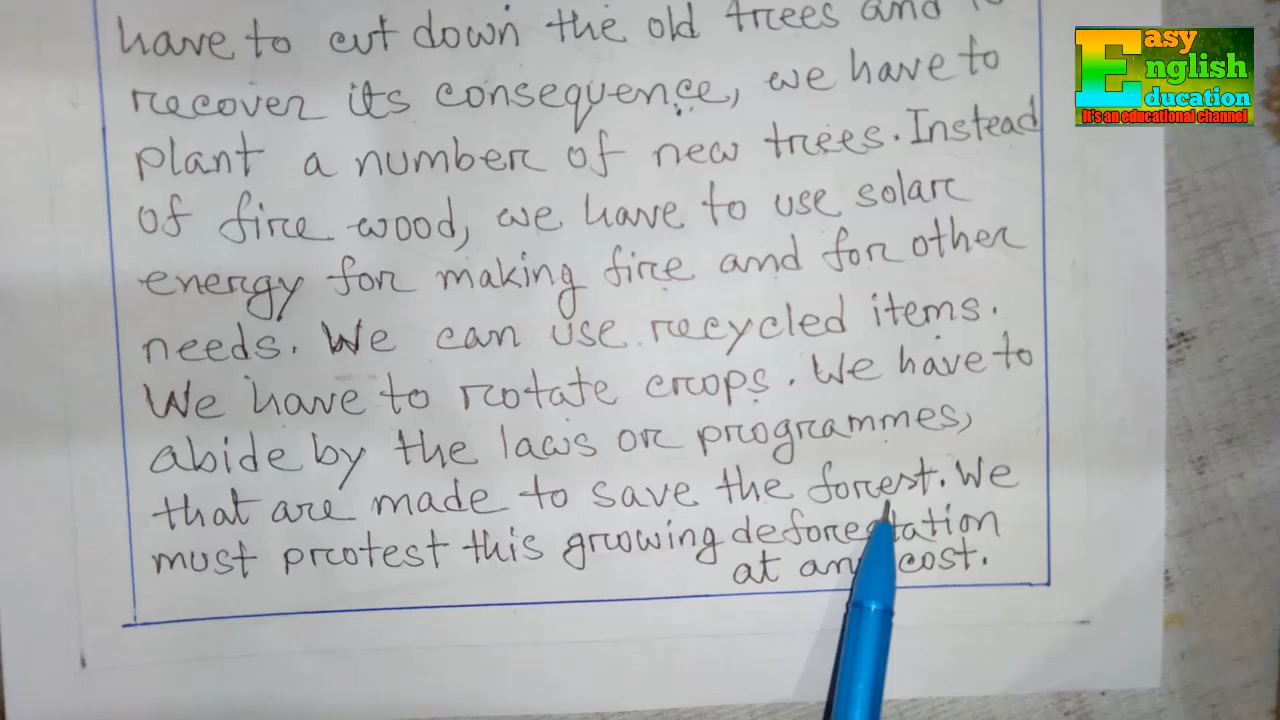 have to cut down the old trees and to
recover its consequence, we have to
plant a number of new trees. Instead
of fire wood, we have to use solar
energy for making fire and for other
needs. We can use recycled items.
We have to rotate crops. We have to
abide by the laws or programmes,
that are made to save the forest. We
must protest this growing deforestation
at any cost.
Easy
English
Education
It's an educational channel